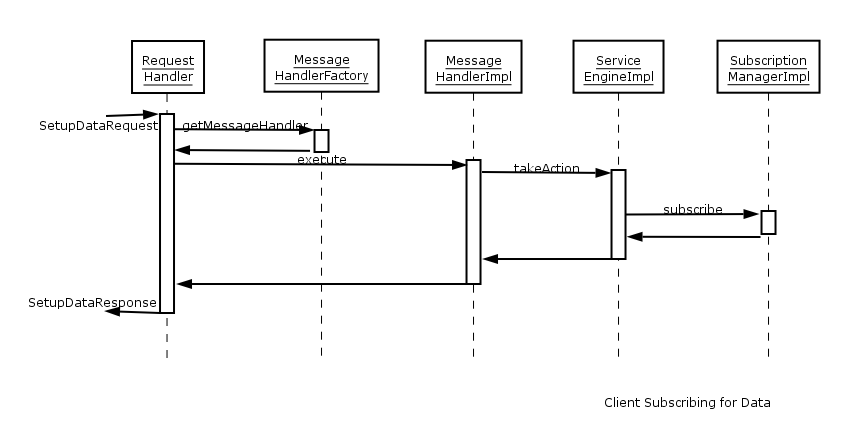 Request
Handler
Message
HandlerFactory
Message
HandlerImpl
Service
EngineImpl
Subscription
ManagerImpl
SetupDataRequest
getMessageHandler
execute
takeAction
subscribe
SetupDataResponse
Client Subscribing for Data